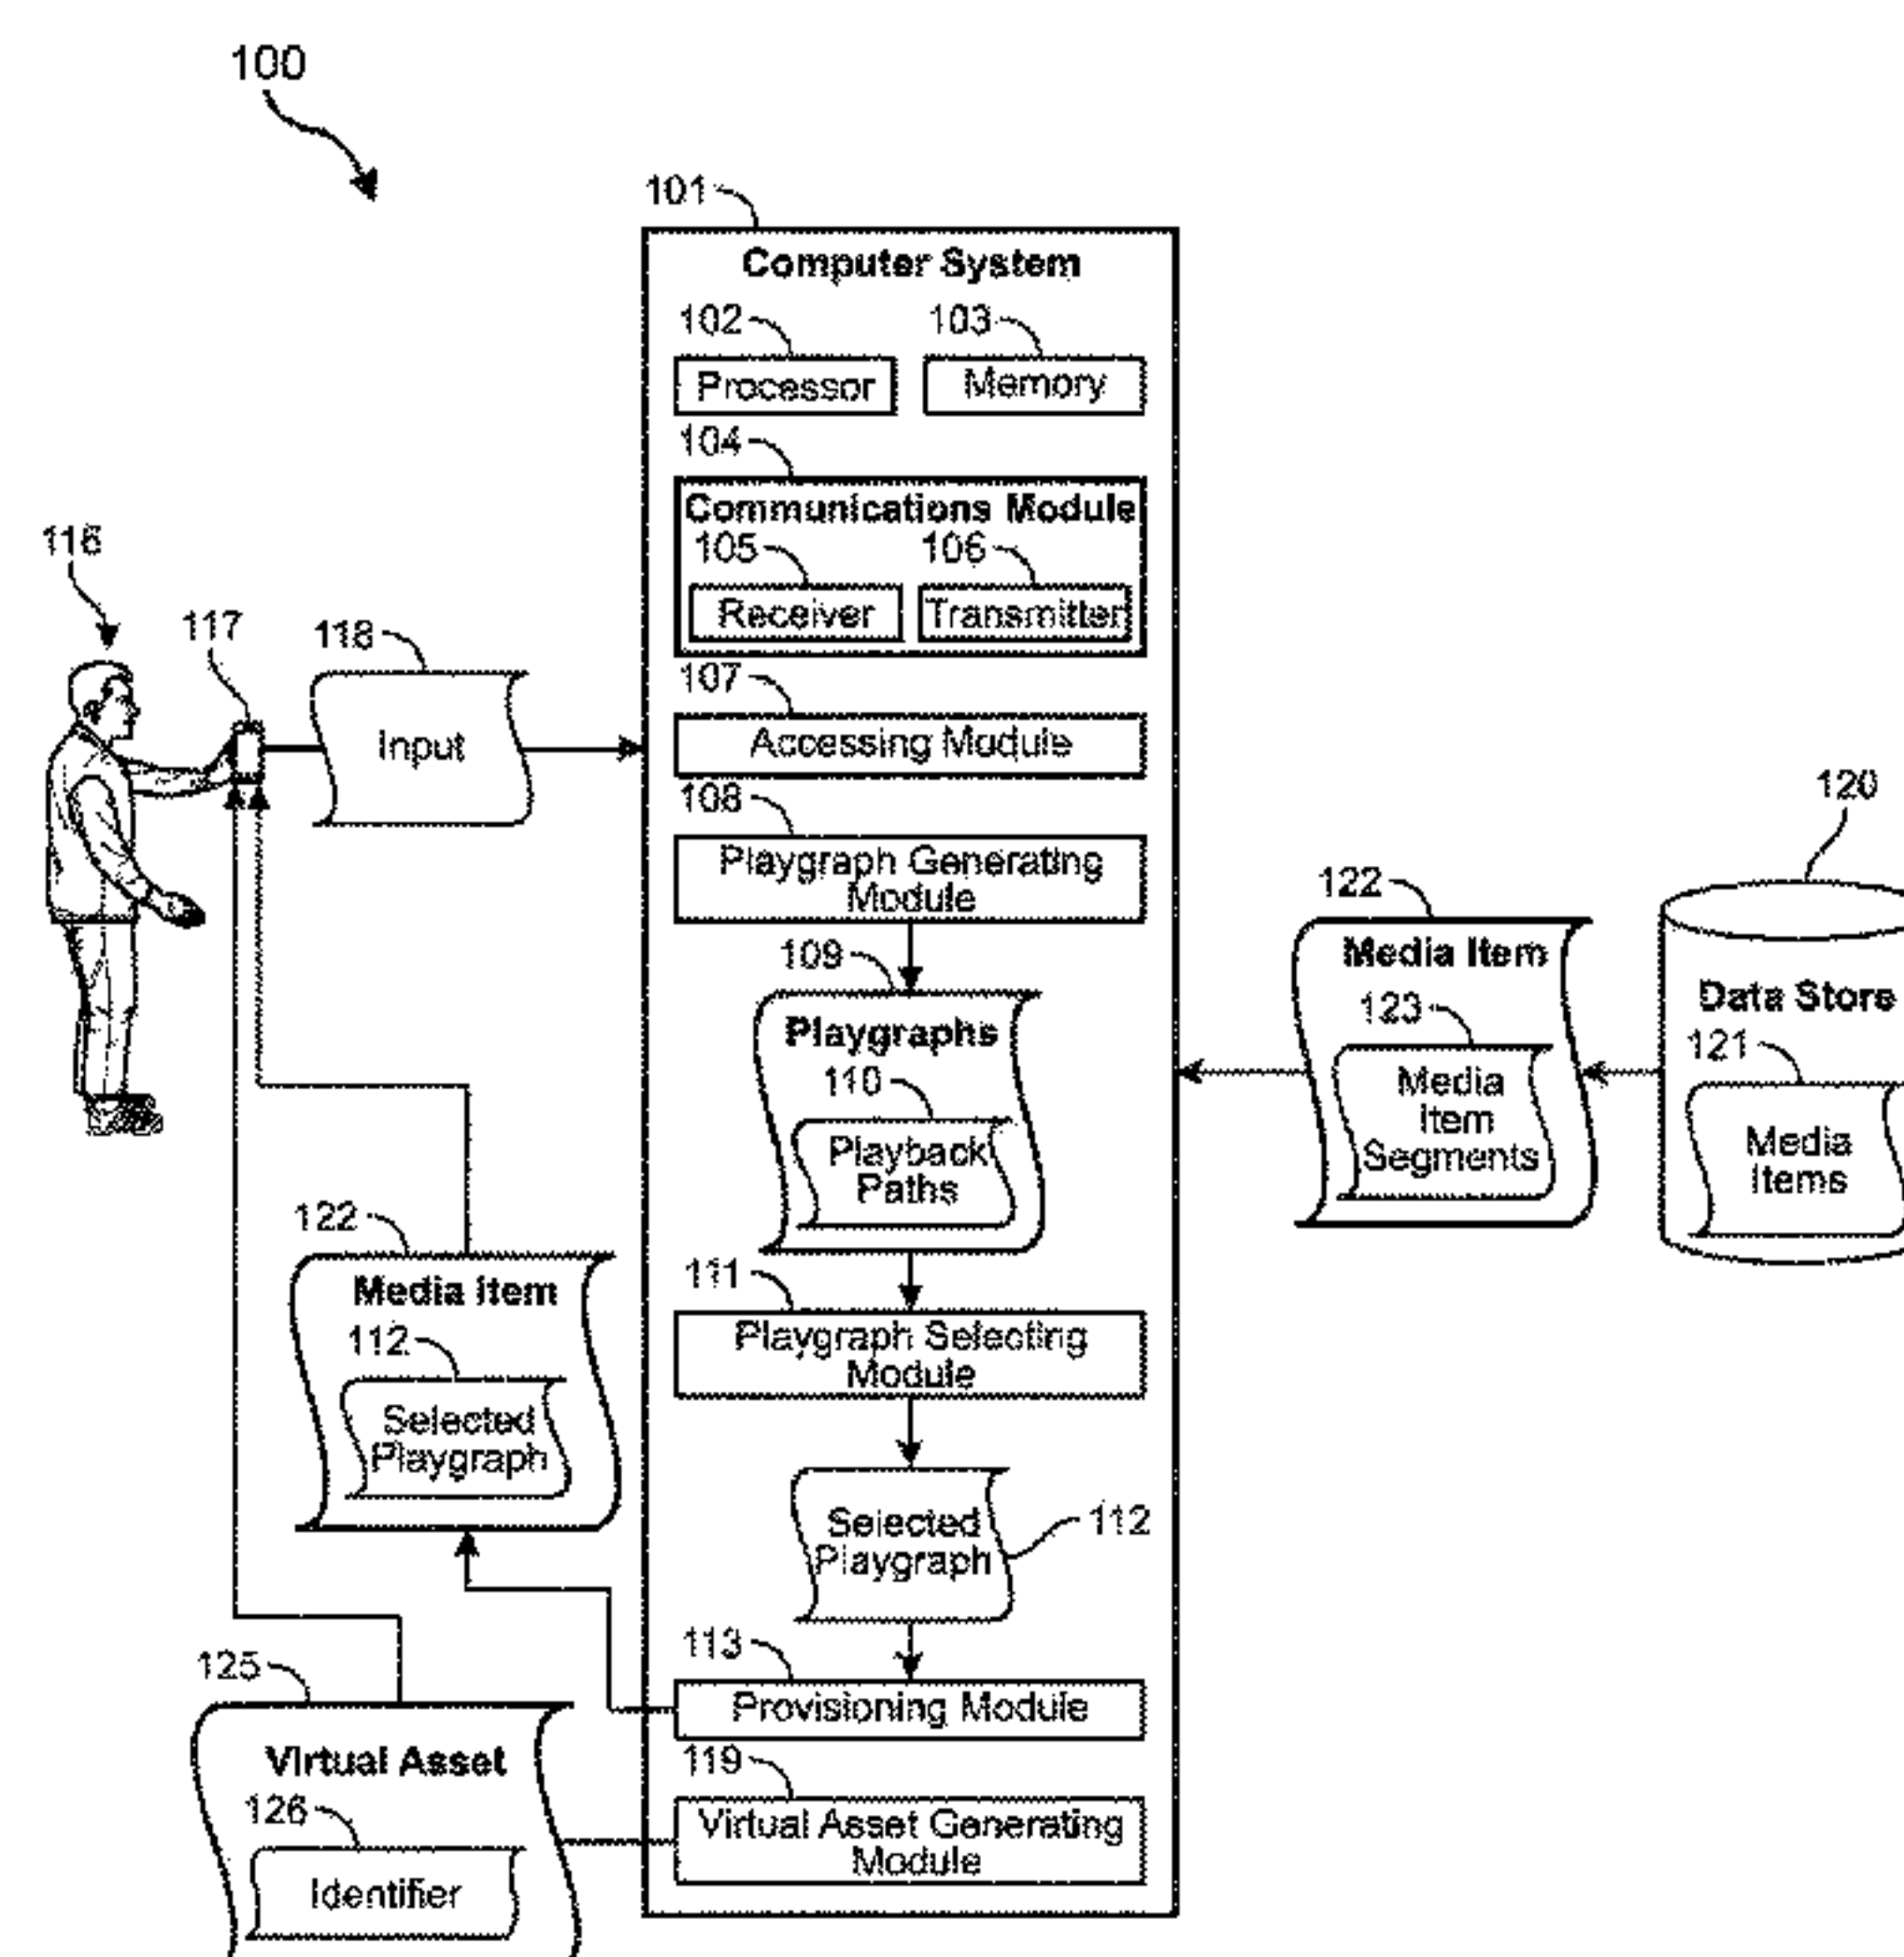 100
101
Computer System
102
103
Processor
Memory
104
Communications Module
105
106
Receiver
Transmitter
116
117
118
Input
107
Accessing Module
108
Playgraph Generating
Module
109
Playgraphs
110
Playback
Paths
111
Playgraph Selecting
Module
Selected
Playgraph
112
113
Provisioning Module
119
Virtual Asset Generating
Module
122
Media Item
112
Selected
Playgraph
125
Virtual Asset
126
Identifier
122
Media Item
123
Media
Item
Segments
120
Data Store
121
Media
Items